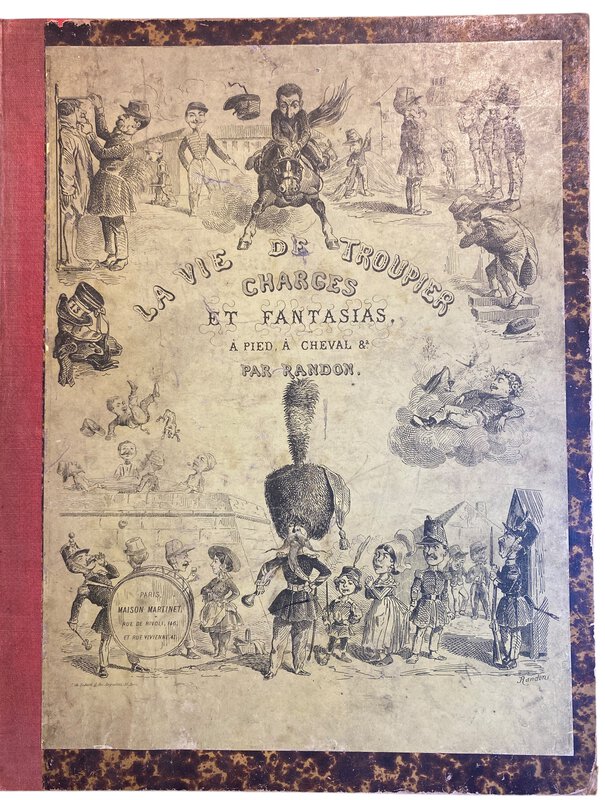 LA VIE DE TROUPIER
CHARGES
ET FANTASIAS,
À PIED, À CHEVAL &ª
PAR RANDON.
PARIS,
MAISON MARTINET,
RUE DE RIVOLI, 146,
ET RUE VIVIENNE, 41.
Randon